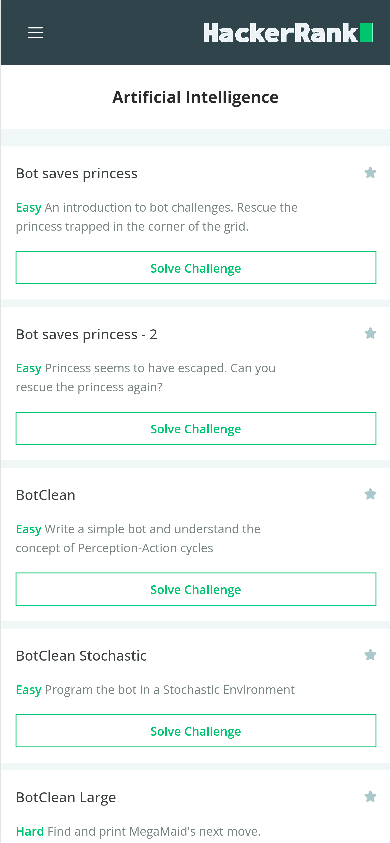 HackerRank
Artificial Intelligence
Bot saves princess
Easy An introduction to bot challenges. Rescue the
princess trapped in the corner of the grid.
Solve Challenge
Bot saves princess - 2
Easy Princess seems to have escaped. Can you
rescue the princess again?
Solve Challenge
BotClean
Easy Write a simple bot and understand the
concept of Perception-Action cycles
Solve Challenge
BotClean Stochastic
Easy Program the bot in a Stochastic Environment
Solve Challenge
BotClean Large
Hard Find and print MegaMaid's next move.